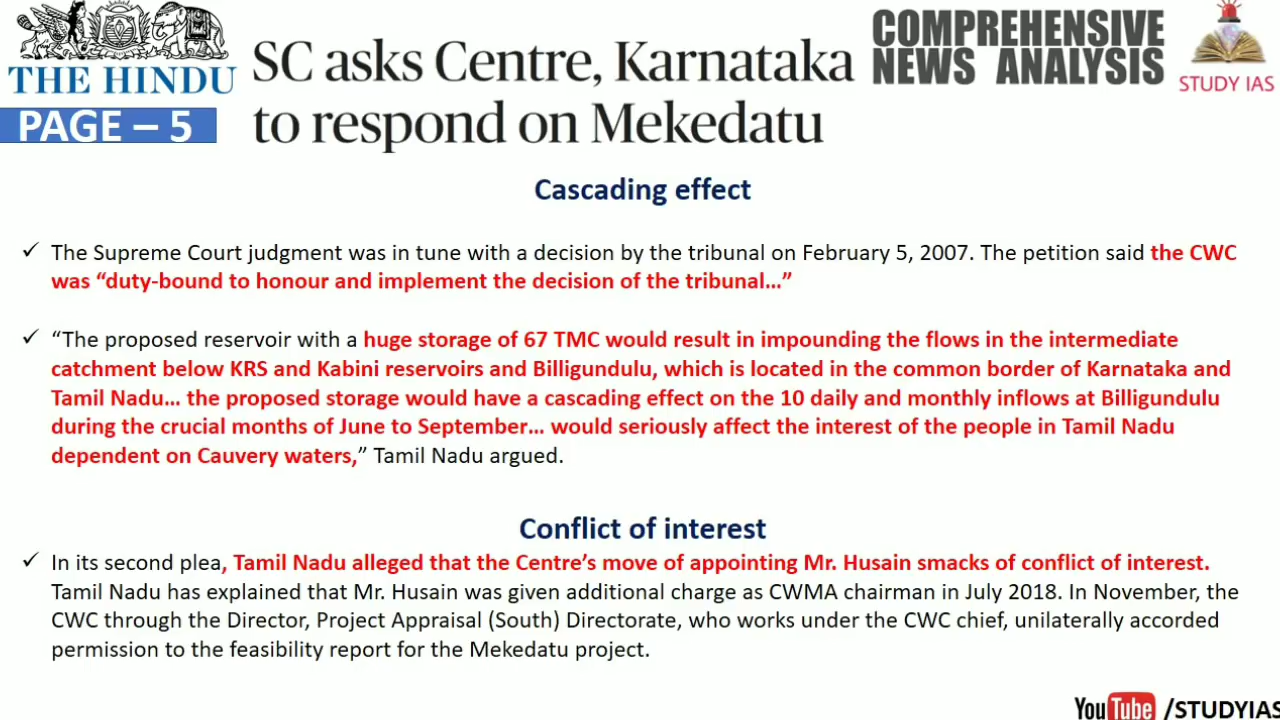 THE HINDU
PAGE – 5
SC asks Centre, Karnataka
to respond on Mekedatu
COMPREHENSIVE
NEWS ANALYSIS
STUDY IAS
Cascading effect
✓ The Supreme Court judgment was in tune with a decision by the tribunal on February 5, 2007. The petition said the CWC
was “duty-bound to honour and implement the decision of the tribunal...”
✓ “The proposed reservoir with a huge storage of 67 TMC would result in impounding the flows in the intermediate
catchment below KRS and Kabini reservoirs and Billigundulu, which is located in the common border of Karnataka and
Tamil Nadu... the proposed storage would have a cascading effect on the 10 daily and monthly inflows at Billigundulu
during the crucial months of June to September... would seriously affect the interest of the people in Tamil Nadu
dependent on Cauvery waters,” Tamil Nadu argued.
Conflict of interest
✓ In its second plea, Tamil Nadu alleged that the Centre’s move of appointing Mr. Husain smacks of conflict of interest.
Tamil Nadu has explained that Mr. Husain was given additional charge as CWMA chairman in July 2018. In November, the
CWC through the Director, Project Appraisal (South) Directorate, who works under the CWC chief, unilaterally accorded
permission to the feasibility report for the Mekedatu project.
YouTube /STUDYIAS